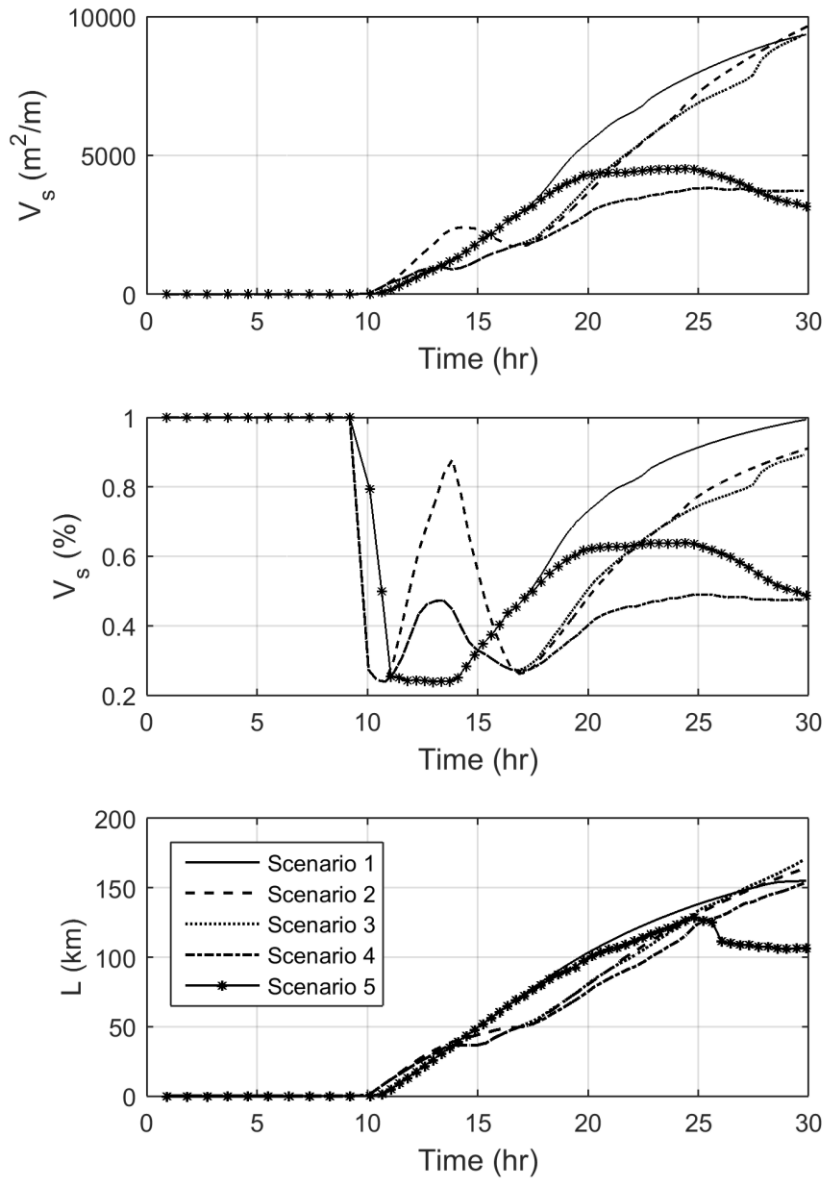 10000
5000
0
V_s (m^2/m)
0 5 10 15 20 25 30
Time (hr)
1
0.8
0.6
0.4
0.2
V_s (%)
0 5 10 15 20 25 30
Time (hr)
200
150
100
50
0
L (km)
Scenario 1
Scenario 2
Scenario 3
Scenario 4
Scenario 5
0 5 10 15 20 25 30
Time (hr)